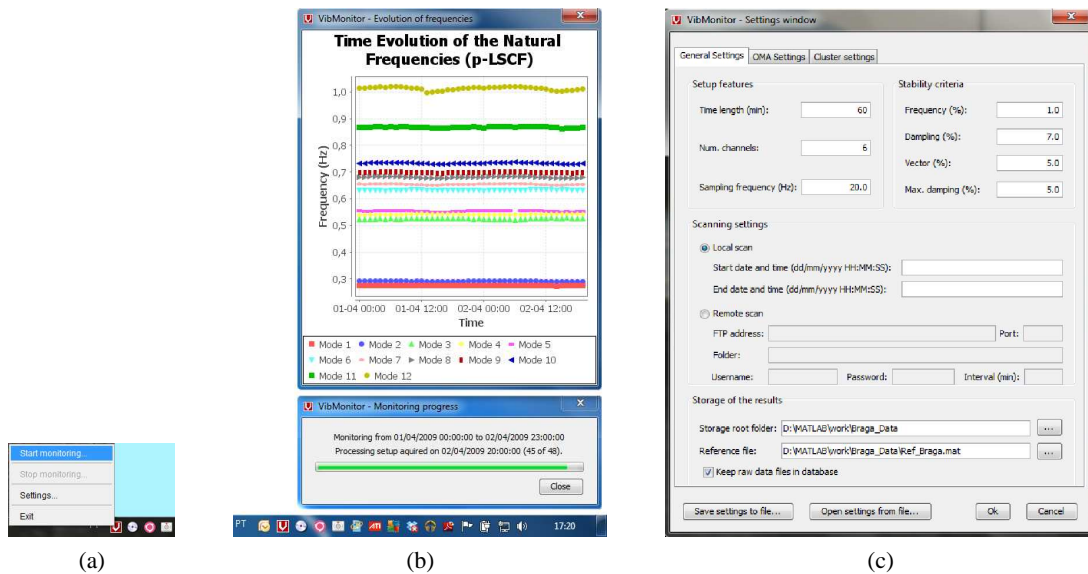 Start monitoring...
Stop monitoring...
Settings...
Exit
(a)
VibMonitor - Evolution of frequencies
Time Evolution of the Natural
Frequencies (p-LSCF)
Frequency (Hz)
1,0
0,9
0,8
0,7
0,6
0,5
0,4
0,3
01-04 00:00 01-04 12:00 02-04 00:00 02-04 12:00
Time
Mode 1 Mode 2 Mode 3 Mode 4 Mode 5
Mode 6 Mode 7 Mode 8 Mode 9 Mode 10
Mode 11 Mode 12
VibMonitor - Monitoring progress
Monitoring from 01/04/2009 00:00:00 to 02/04/2009 23:00:00
Processing setup aquired on 02/04/2009 20:00:00 (45 of 48).
Close
PT 17:20
(b)
VibMonitor - Settings window
General Settings OMA Settings Cluster settings
Setup features
Time length (min): 60
Num. channels: 6
Sampling frequency (Hz): 20.0
Stability criteria
Frequency (%): 1.0
Damping (%): 7.0
Vector (%): 5.0
Max. damping (%): 5.0
Scanning settings
Local scan
Start date and time (dd/mm/yyyy HH:MM:SS):
End date and time (dd/mm/yyyy HH:MM:SS):
Remote scan
FTP address: Port:
Folder:
Username: Password: Interval (min):
Storage of the results
Storage root folder: D:\MATLAB\work\Braga_Data ...
Reference file: D:\MATLAB\work\Braga_Data\Ref_Braga.mat ...
Keep raw data files in database
Save settings to file... Open settings from file... Ok Cancel
(c)